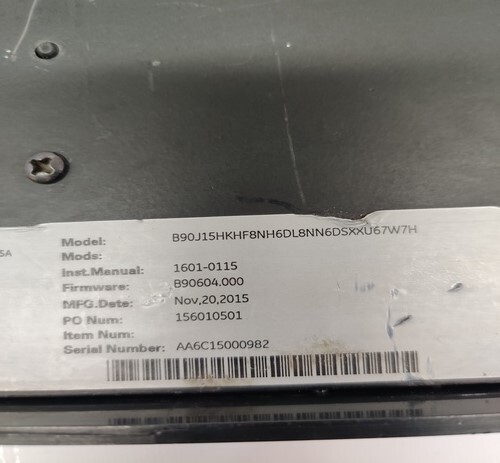 5A
Model: B90J15HKHF8NH6DL8NN6DSXXU67W7H
Mods:
Inst.Manual: 1601-0115
Firmware: B90604.000
MFG.Date: Nov,20,2015
PO Num: 156010501
Item Num:
Serial Number: AA6C15000982